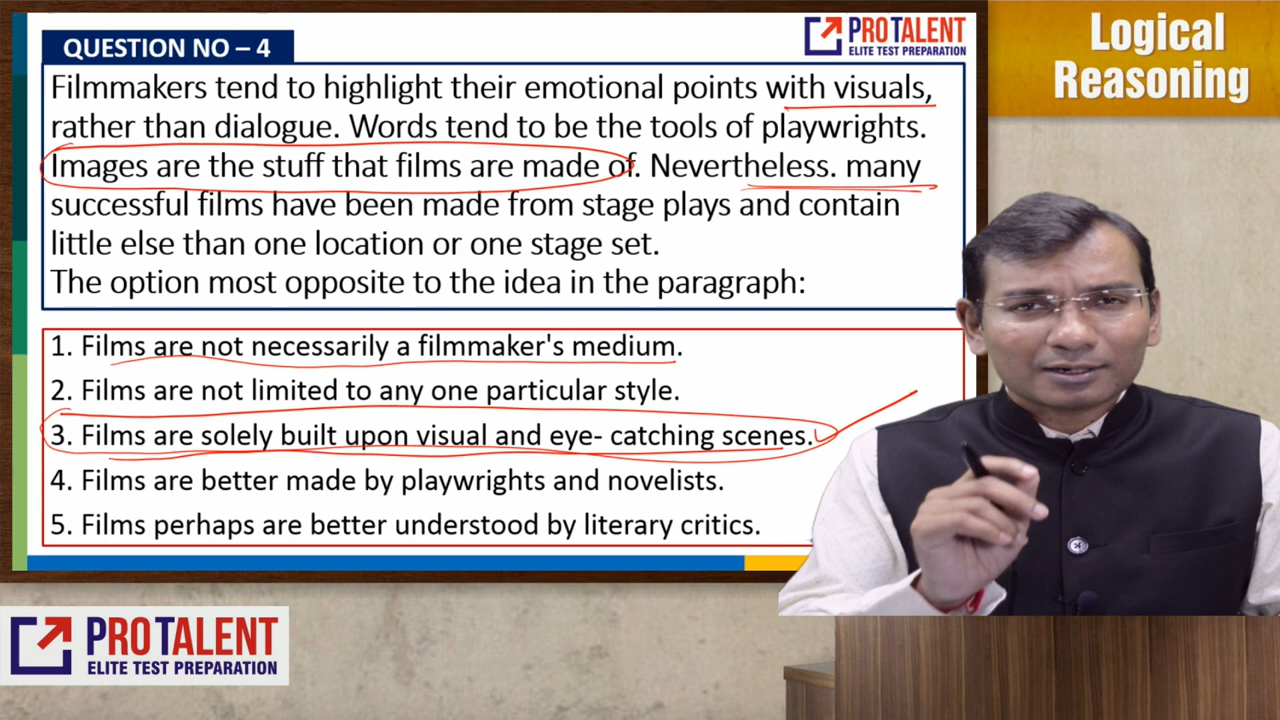 QUESTION NO – 4
PROTALENT
ELITE TEST PREPARATION
Logical
Reasoning
Filmmakers tend to highlight their emotional points with visuals,
rather than dialogue. Words tend to be the tools of playwrights.
Images are the stuff that films are made of. Nevertheless. many
successful films have been made from stage plays and contain
little else than one location or one stage set.
The option most opposite to the idea in the paragraph:
1. Films are not necessarily a filmmaker's medium.
2. Films are not limited to any one particular style.
3. Films are solely built upon visual and eye- catching scenes.
4. Films are better made by playwrights and novelists.
5. Films perhaps are better understood by literary critics.
PROTALENT
ELITE TEST PREPARATION